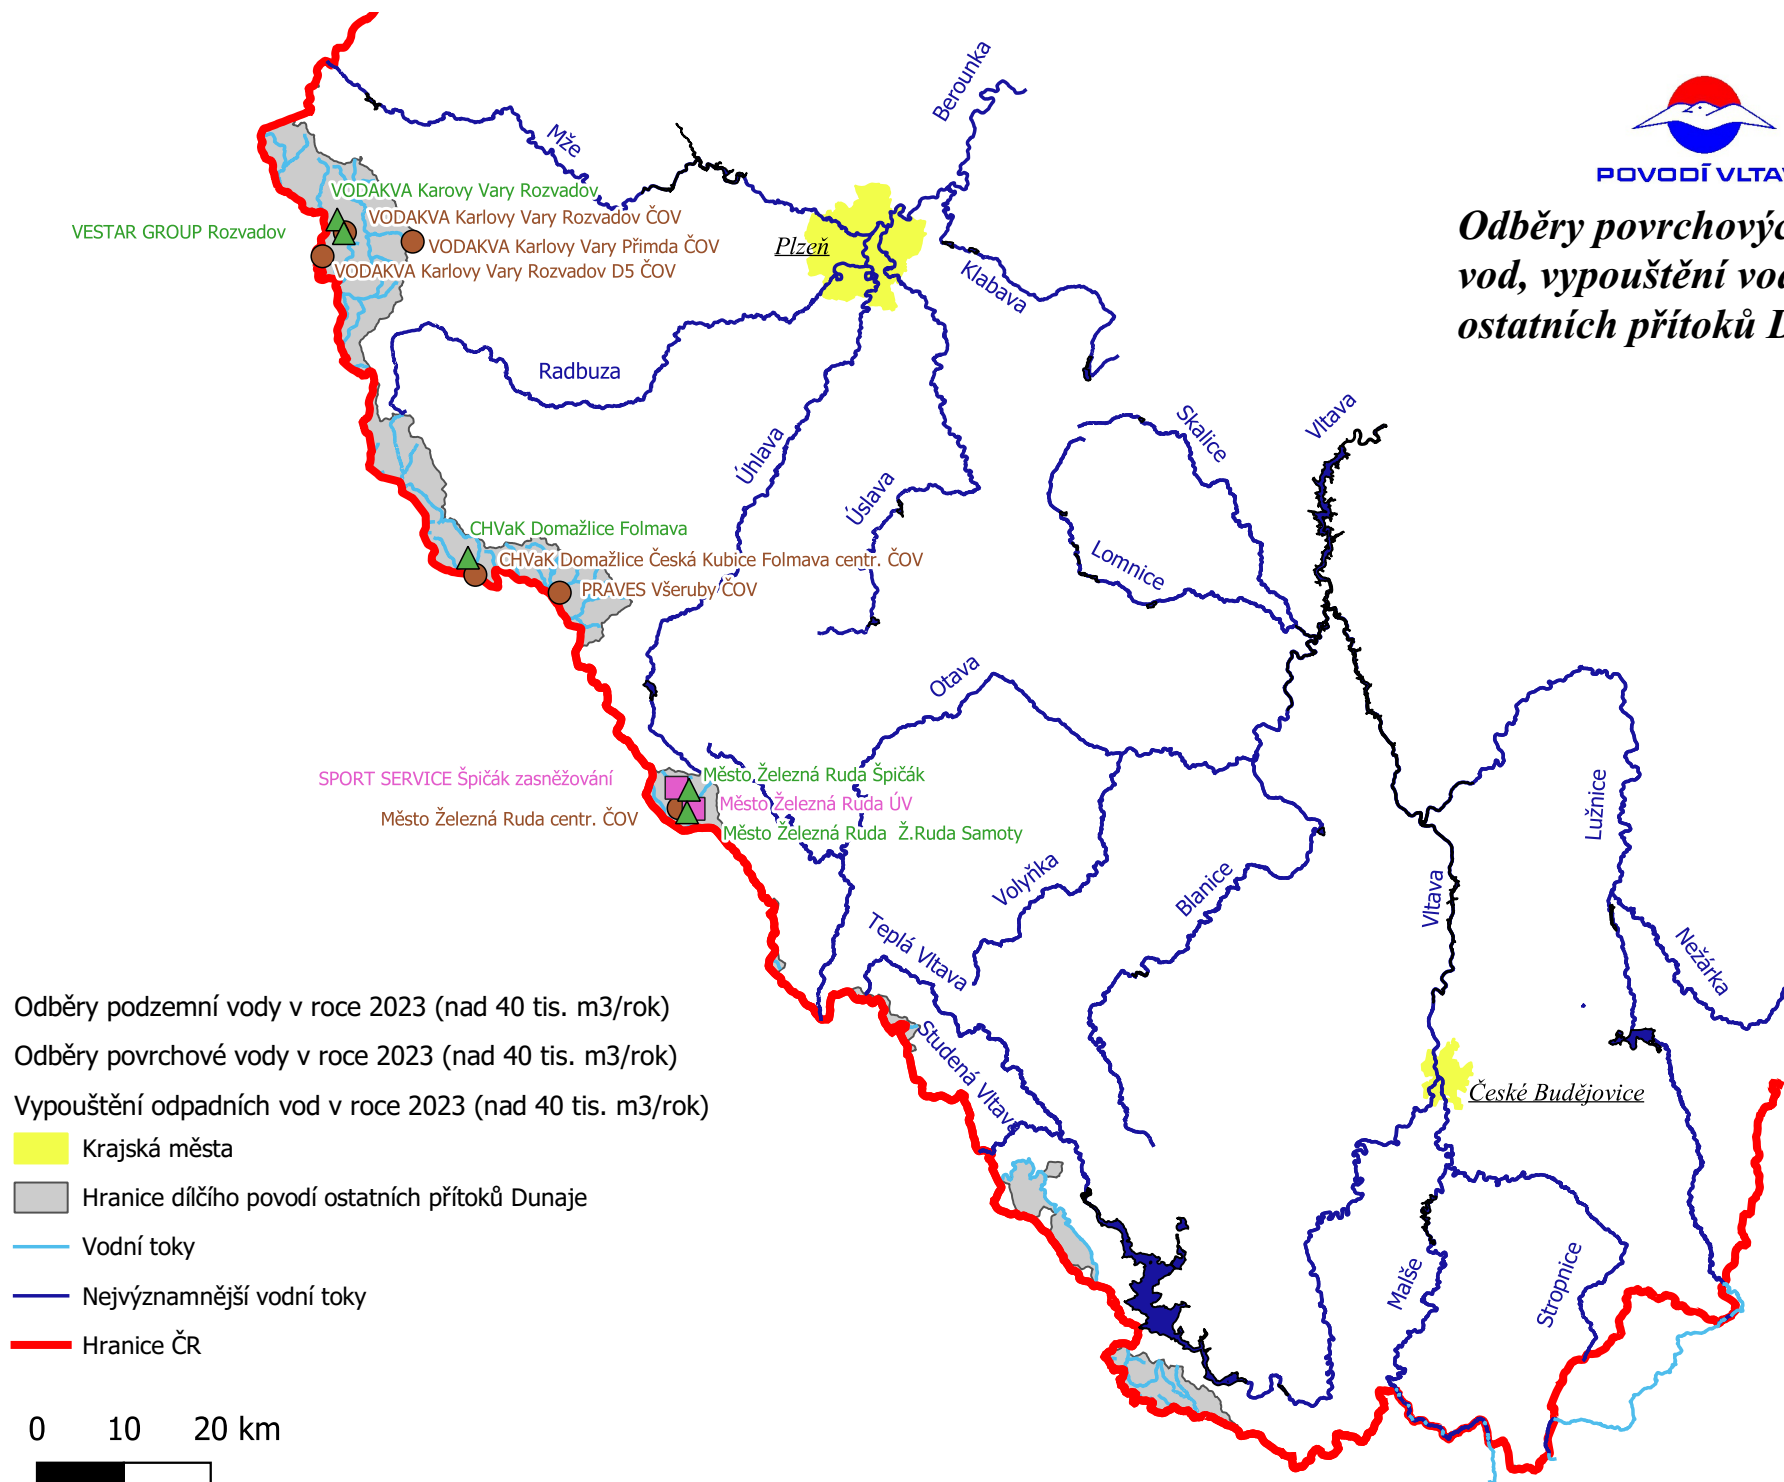 Berounka
Mže
POVODÍ VLTAV
Odběry povrchovýc
vod, vypouštění vod
ostatních přítoků D
VODAKVA Karovy Vary Rozvadov
VODAKVA Karlovy Vary Rozvadov ČOV
VESTAR GROUP Rozvadov
VODAKVA Karlovy Vary Přimda ČOV
VODAKVA Karlovy Vary Rozvadov D5 ČOV
Plzeň
Klabava
Radbuza
Úhlava
Úslava
Skalice
Vltava
CHVaK Domažlice Folmava
CHVaK Domažlice Česká Kubice Folmava centr. ČOV
PRAVES Všeruby ČOV
Lomnice
Otava
SPORT SERVICE Špičák zasněžování
Město Železná Ruda Špičák
Město Železná Ruda ÚV
Město Železná Ruda centr. ČOV
Město Železná Ruda Ž.Ruda Samoty
Lužnice
Volyňka
Blanice
Vltava
Teplá Vltava
Nežárka
Studená Vltava
České Budějovice
Malše
Stropnice
Odběry podzemní vody v roce 2023 (nad 40 tis. m3/rok)
Odběry povrchové vody v roce 2023 (nad 40 tis. m3/rok)
Vypouštění odpadních vod v roce 2023 (nad 40 tis. m3/rok)
Krajská města
Hranice dílčího povodí ostatních přítoků Dunaje
Vodní toky
Nejvýznamnější vodní toky
Hranice ČR
0 10 20 km